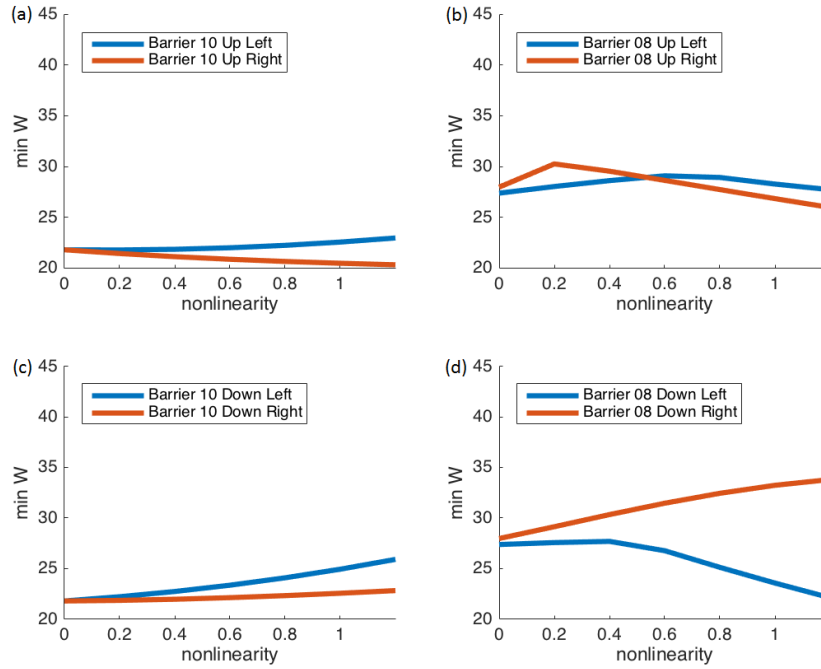 (a)
45
40
35
30
25
20
min W
Barrier 10 Up Left
Barrier 10 Up Right
0 0.2 0.4 0.6 0.8 1
nonlinearity
(b)
45
40
35
30
25
20
min W
Barrier 08 Up Left
Barrier 08 Up Right
0 0.2 0.4 0.6 0.8 1
nonlinearity
(c)
45
40
35
30
25
20
min W
Barrier 10 Down Left
Barrier 10 Down Right
0 0.2 0.4 0.6 0.8 1
nonlinearity
(d)
45
40
35
30
25
20
min W
Barrier 08 Down Left
Barrier 08 Down Right
0 0.2 0.4 0.6 0.8 1
nonlinearity